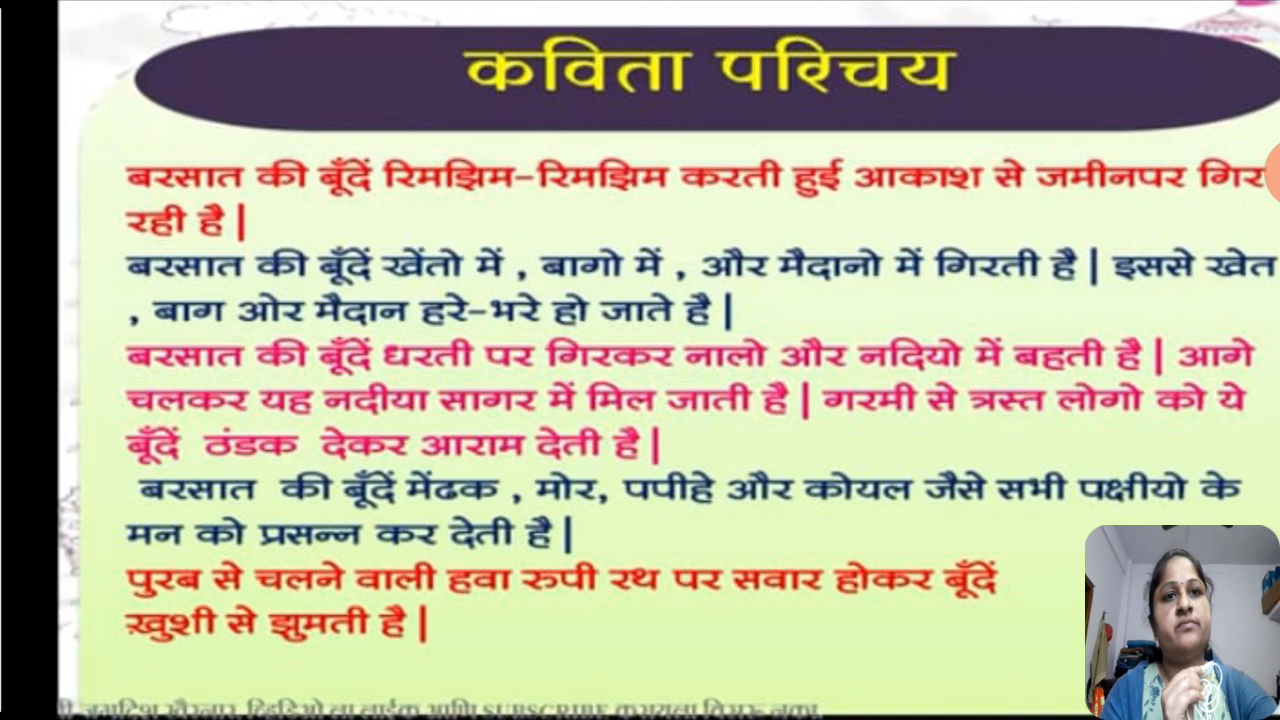 कविता परिचय
बरसात की बूँदें रिमझिम-रिमझिम करती हुई आकाश से जमीनपर गिर
रही है |
बरसात की बूँदें खेंतो में , बागो में , और मैदानो में गिरती है | इससे खेत
, बाग ओर मैदान हरे-भरे हो जाते है |
बरसात की बूँदें धरती पर गिरकर नालो और नदियो में बहती है | आगे
चलकर यह नदीया सागर में मिल जाती है | गरमी से त्रस्त लोगो को ये
बूँदें ठंडक देकर आराम देती है |
बरसात की बूँदें मेंढक , मोर, पपीहे और कोयल जैसे सभी पक्षीयो के
मन को प्रसन्न कर देती है |
पुरब से चलने वाली हवा रुपी रथ पर सवार होकर बूँदें
ख़ुशी से झुमती है |